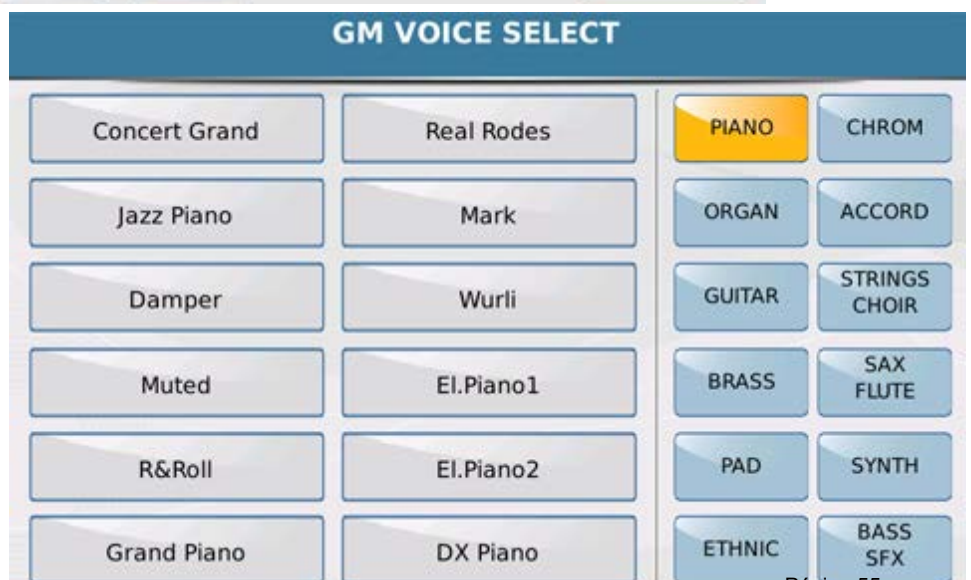 GM VOICE SELECT
Concert Grand Real Rodes PIANO CHROM
Jazz Piano Mark ORGAN ACCORD
Damper Wurli GUITAR STRINGS
CHOIR
Muted El.Piano1 BRASS SAX
FLUTE
R&Roll El.Piano2 PAD SYNTH
Grand Piano DX Piano ETHNIC BASS
SFX